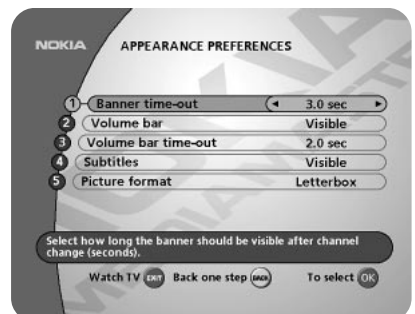 NOKIA APPEARANCE PREFERENCES
1 Banner time-out 3.0 sec
2 Volume bar Visible
3 Volume bar time-out 2.0 sec
4 Subtitles Visible
5 Picture format Letterbox
Select how long the banner should be visible after channel
change (seconds).
Watch TV EXIT Back one step BACK To select OK